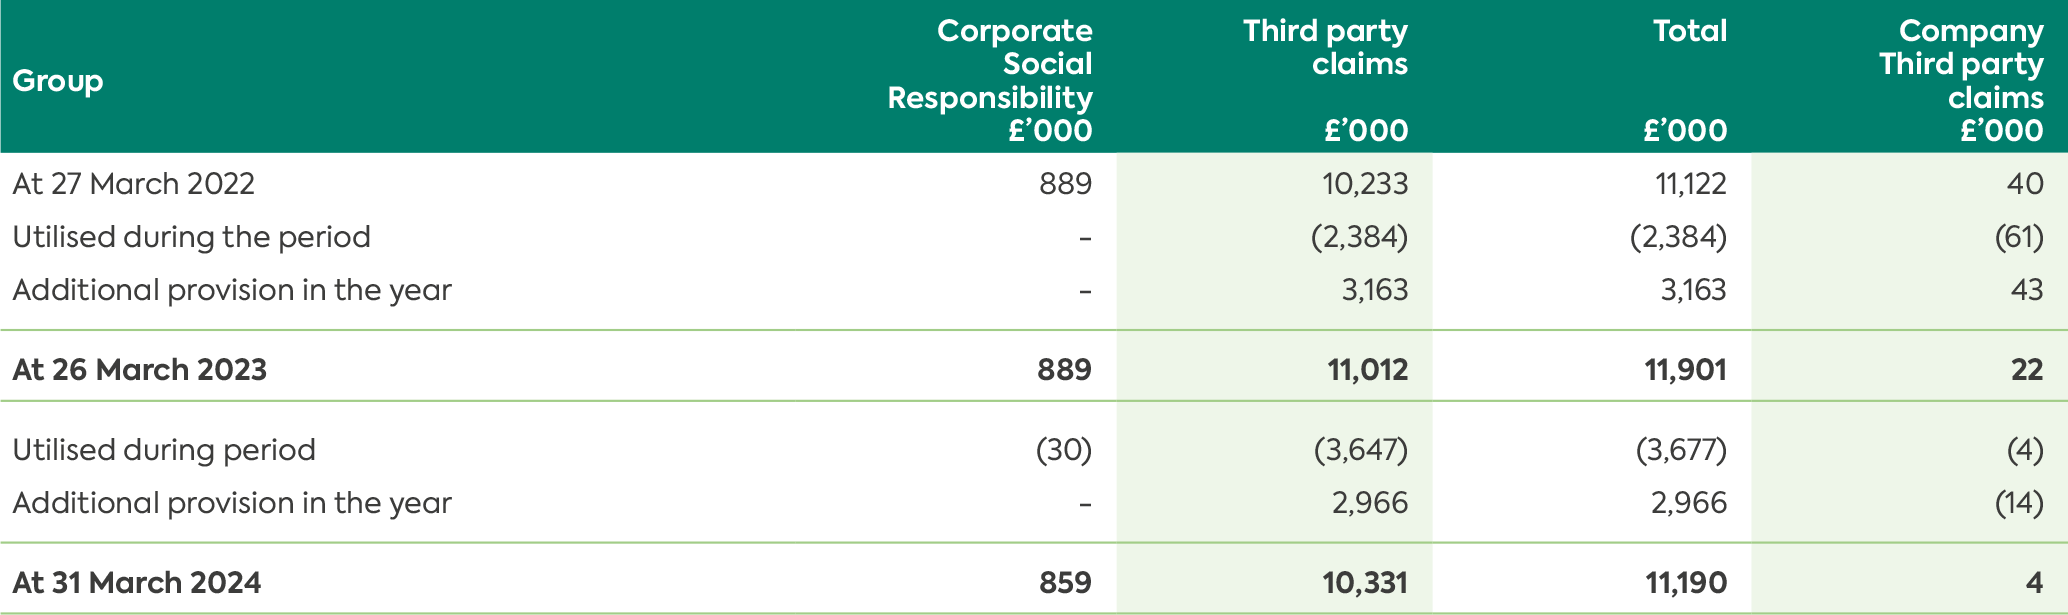 Group
Corporate Social Responsibility £’000
Third party claims £’000
Total £’000
Company Third party claims £’000
At 27 March 2022 889 10,233 11,122 40
Utilised during the period - (2,384) (2,384) (61)
Additional provision in the year - 3,163 3,163 43
At 26 March 2023 889 11,012 11,901 22
Utilised during period (30) (3,647) (3,677) (4)
Additional provision in the year - 2,966 2,966 (14)
At 31 March 2024 859 10,331 11,190 4